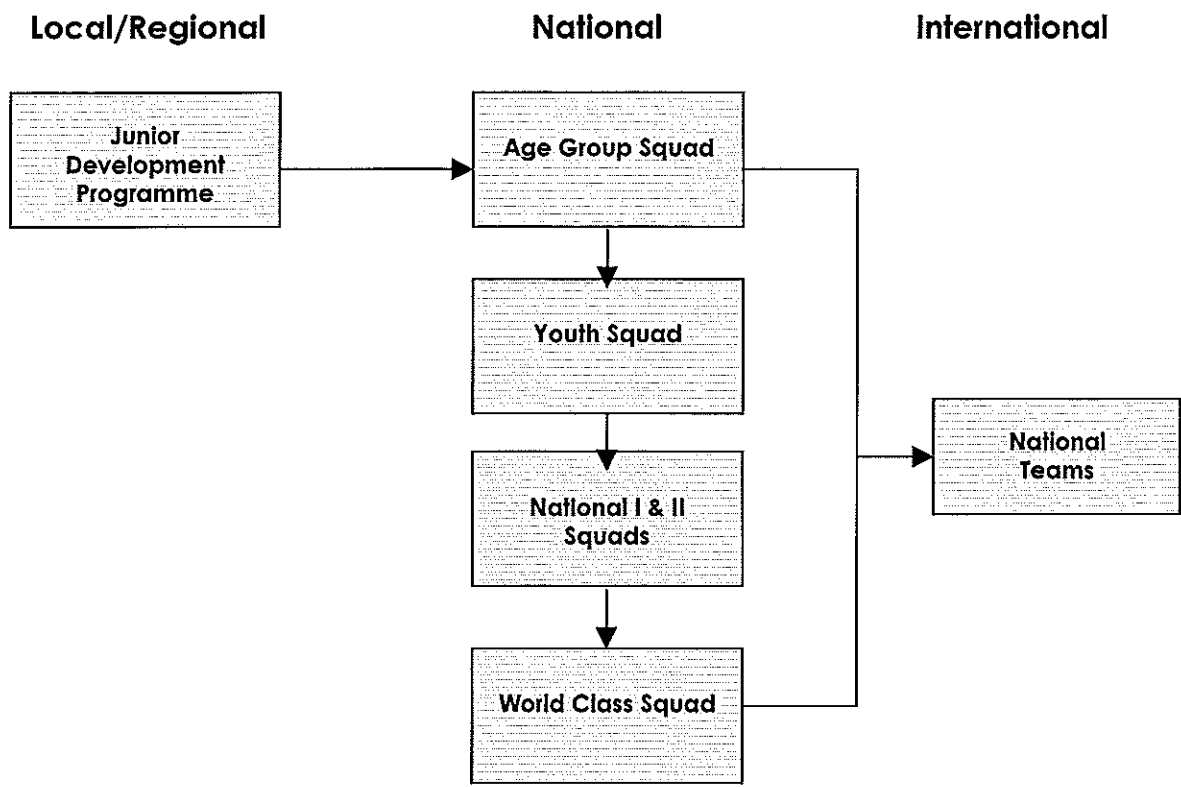 Local/Regional
National
International
Junior
Development
Programme
Age Group Squad
Youth Squad
National I & II
Squads
World Class Squad
National
Teams